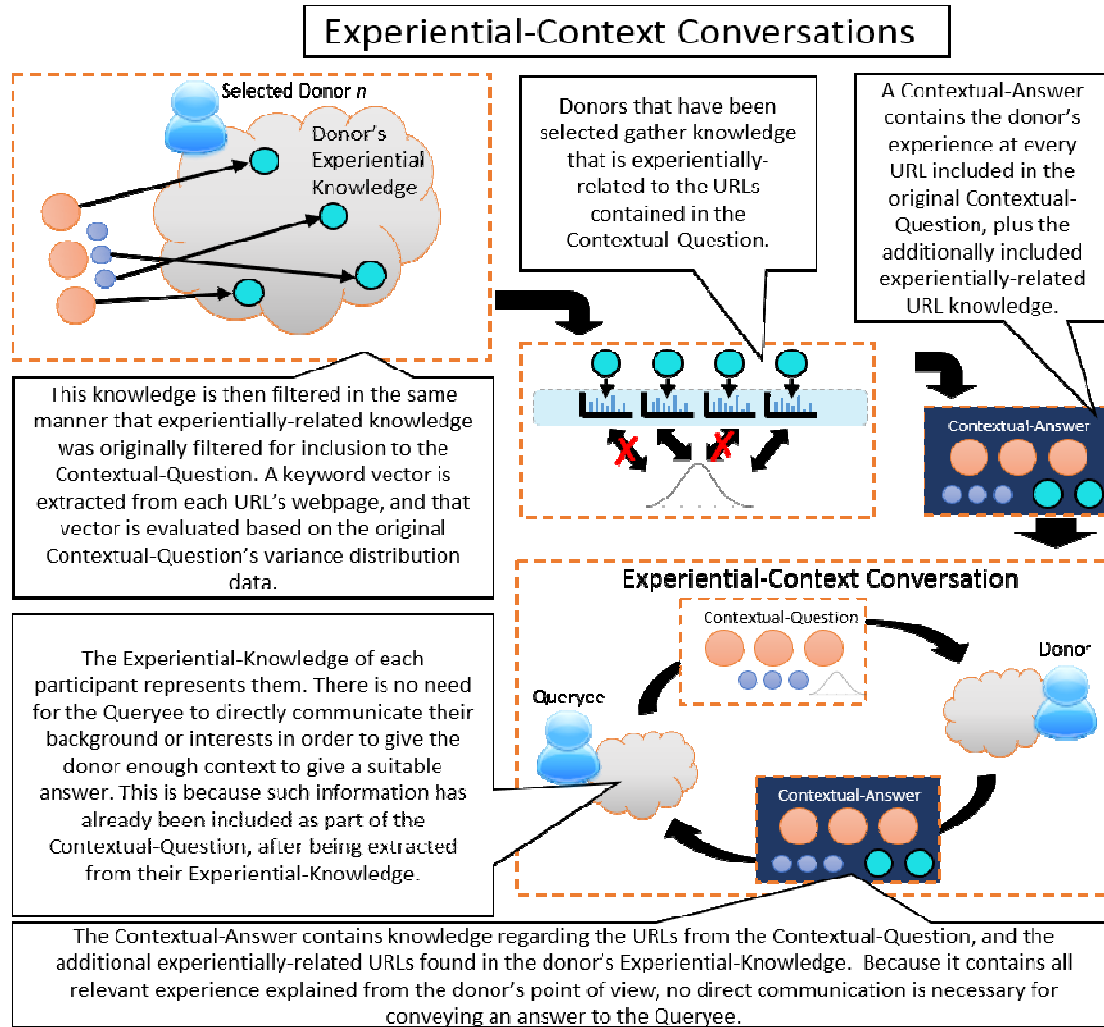 Experiential-Context Conversations
Selected Donor n
Donor's
Experiential
Knowledge
Donors that have been
selected gather knowledge
that is experientially-
related to the URLs
contained in the
Contextual-Question.
A Contextual-Answer
contains the donor's
experience at every
URL included in the
original Contextual-
Question, plus the
additionally included
experientially-related
URL knowledge.
This knowledge is then filtered in the same
manner that experientially-related knowledge
was originally filtered for inclusion to the
Contextual-Question. A keyword vector is
extracted from each URL's webpage, and that
vector is evaluated based on the original
Contextual-Question's variance distribution
data.
Contextual-Answer
Experiential-Context Conversation
Contextual-Question
Donor
Queryee
Contextual-Answer
The Experiential-Knowledge of each
participant represents them. There is no need
for the Queryee to directly communicate their
background or interests in order to give the
donor enough context to give a suitable
answer. This is because such information has
already been included as part of the
Contextual-Question, after being extracted
from their Experiential-Knowledge.
The Contextual-Answer contains knowledge regarding the URLs from the Contextual-Question, and the
additional experientially-related URLs found in the donor's Experiential-Knowledge.  Because it contains all
relevant experience explained from the donor's point of view, no direct communication is necessary for
conveying an answer to the Queryee.